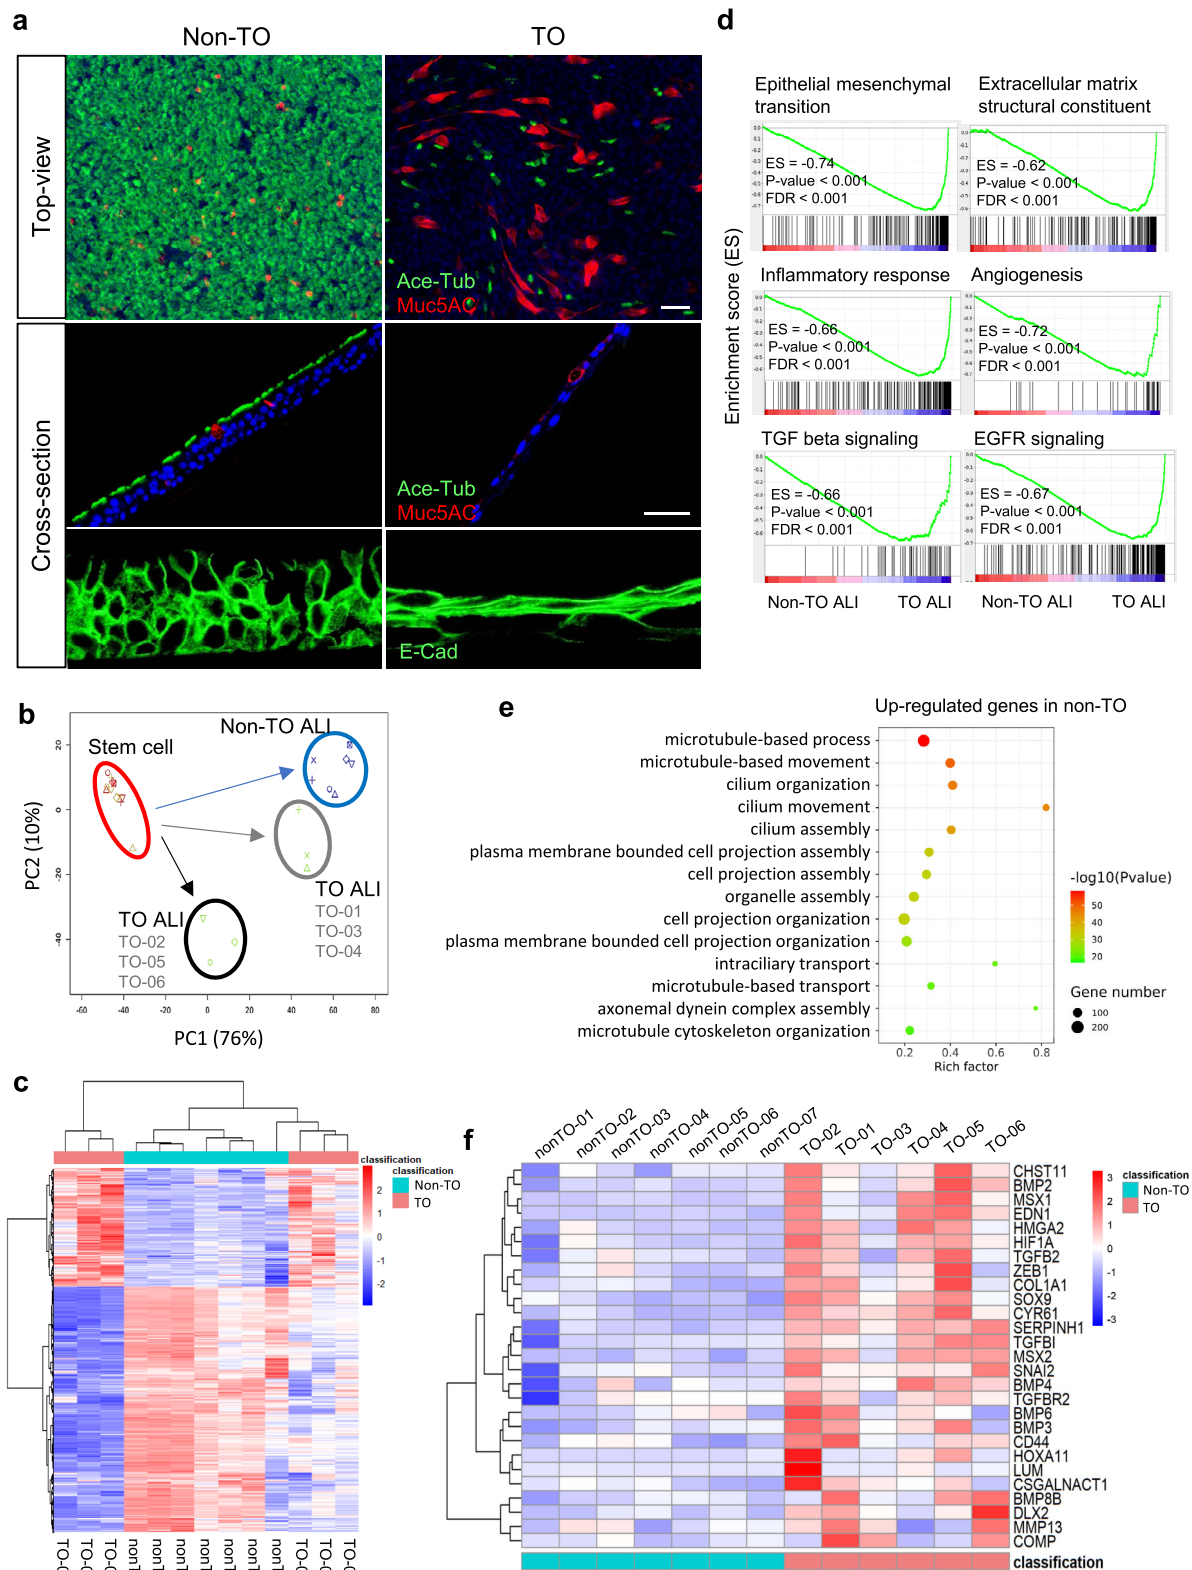 a
Non-TO
TO
Top-view
Ace-Tub
Muc5AC
Cross-section
Ace-Tub
Muc5AC
E-Cad
b
Stem cell
Non-TO ALI
TO ALI
TO-01
TO-03
TO-04
TO ALI
TO-02
TO-05
TO-06
20
0
-20
-40
PC2 (10%)
-60
-40
-20
0
20
40
60
80
PC1 (76%)
c
classification
classification
Non-TO
TO
2
1
0
-1
-2
d
Enrichment score (ES)
Epithelial mesenchymal
transition
ES = -0.74
P-value < 0.001
FDR < 0.001
Extracellular matrix
structural constituent
ES = -0.62
P-value < 0.001
FDR < 0.001
Inflammatory response
ES = -0.66
P-value < 0.001
FDR < 0.001
Angiogenesis
ES = -0.72
P-value < 0.001
FDR < 0.001
TGF beta signaling
ES = -0.66
P-value < 0.001
FDR < 0.001
EGFR signaling
ES = -0.67
P-value < 0.001
FDR < 0.001
Non-TO ALI
TO ALI
Non-TO ALI
TO ALI
e
Up-regulated genes in non-TO
microtubule-based process
microtubule-based movement
cilium organization
cilium movement
cilium assembly
plasma membrane bounded cell projection assembly
cell projection assembly
organelle assembly
cell projection organization
plasma membrane bounded cell projection organization
intraciliary transport
microtubule-based transport
axonemal dynein complex assembly
microtubule cytoskeleton organization
0.2
0.4
0.6
0.8
Rich factor
-log10(Pvalue)
50
40
30
20
Gene number
100
200
f
nonTO-01
nonTO-02
nonTO-03
nonTO-04
nonTO-05
nonTO-06
nonTO-07
TO-02
TO-01
TO-03
TO-04
TO-05
TO-06
CHST11
BMP2
MSX1
EDN1
HMGA2
HIF1A
TGFB2
ZEB1
COL1A1
SOX9
CYR61
SERPINH1
TGFBI
MSX2
SNAI2
BMP4
TGFBR2
BMP6
BMP3
CD44
HOXA11
LUM
CSGALNACT1
BMP8B
DLX2
MMP13
COMP
classification
3
2
1
0
-1
-2
-3
classification
Non-TO
TO